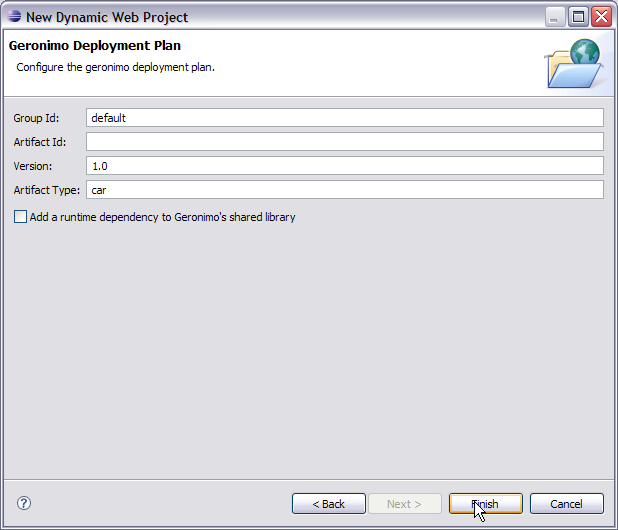 New Dynamic Web Project
Geronimo Deployment Plan
Configure the geronimo deployment plan.
Group Id: default
Artifact Id:
Version: 1.0
Artifact Type: car
Add a runtime dependency to Geronimo's shared library
? < Back Next > Finish Cancel